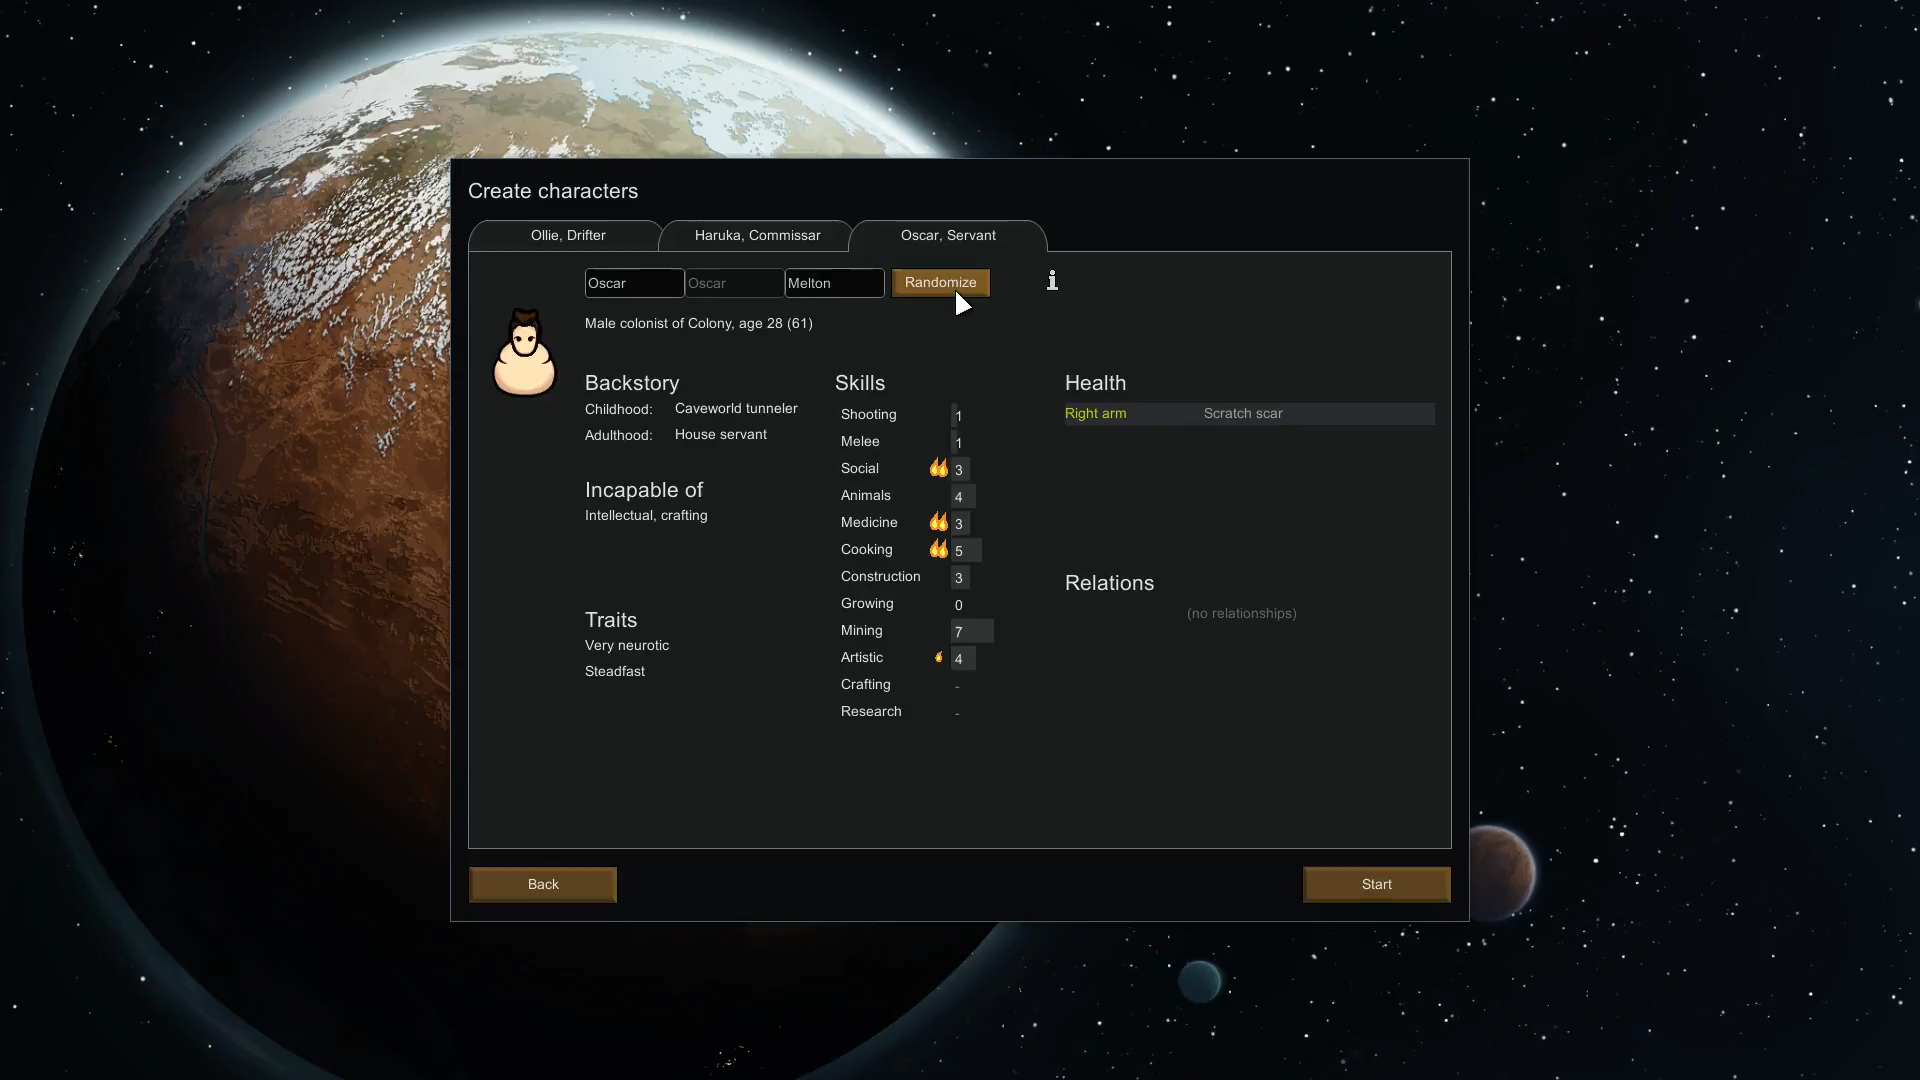 Create characters
Ollie, Drifter
Haruka, Commissar
Oscar, Servant
Oscar
Oscar
Melton
Randomize
Male colonist of Colony, age 28 (61)
Backstory
Childhood: Caveworld tunneler
Adulthood: House servant
Incapable of
Intellectual, crafting
Traits
Very neurotic
Steadfast
Skills
Shooting 1
Melee 1
Social 3
Animals 4
Medicine 3
Cooking 5
Construction 3
Growing 0
Mining 7
Artistic 4
Crafting -
Research -
Health
Right arm Scratch scar
Relations
(no relationships)
Back
Start